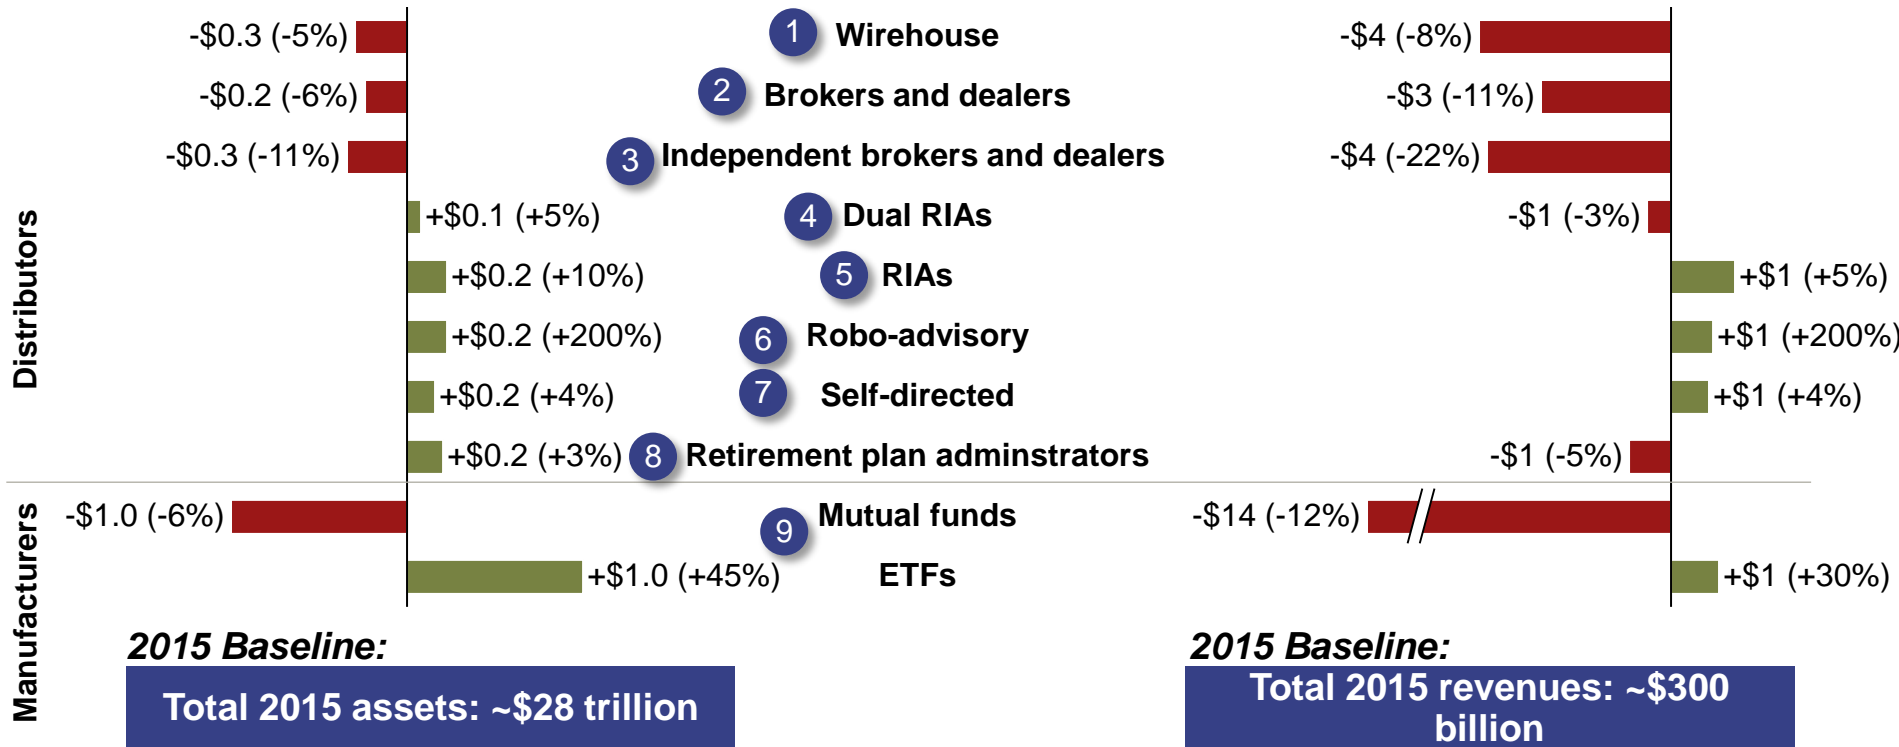 -$0.3 (-5%) 1 Wirehouse -$4 (-8%)
-$0.2 (-6%) 2 Brokers and dealers -$3 (-11%)
-$0.3 (-11%) 3 Independent brokers and dealers -$4 (-22%)
+$0.1 (+5%) 4 Dual RIAs -$1 (-3%)
+$0.2 (+10%) 5 RIAs +$1 (+5%)
+$0.2 (+200%) 6 Robo-advisory +$1 (+200%)
+$0.2 (+4%) 7 Self-directed +$1 (+4%)
+$0.2 (+3%) 8 Retirement plan adminstrators -$1 (-5%)
Distributors
-$1.0 (-6%) 9 Mutual funds -$14 (-12%)
+$1.0 (+45%) ETFs +$1 (+30%)
Manufacturers
2015 Baseline:
Total 2015 assets: ~$28 trillion
2015 Baseline:
Total 2015 revenues: ~$300
billion